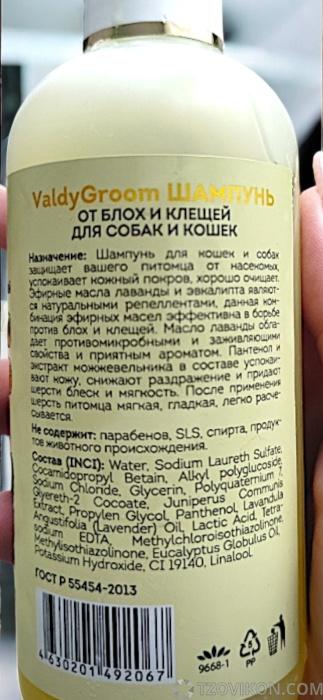 ValdyGroom ШАМПУНЬ
ОТ БЛОХ И КЛЕЩЕЙ
ДЛЯ СОБАК И КОШЕК
Назначение: Шампунь для кошек и собак
защищает вашего питомца от насекомых,
успокаивает кожный покров, хорошо очищает.
Эфирные масла лаванды и эвкалипта являют-
ся натуральными репеллентами, данная ком-
бинация эфирных масел эффективна в борьбе
против блох и клещей. Масло лаванды обла-
дает противомикробными и заживляющими
свойства и приятным ароматом. Пантенол и
экстракт можжевельника в составе успокаи-
вают кожу, снижают раздражение и придают
шерсти блеск и мягкость. После применения
шерсть питомца мягкая, гладкая, легко расче-
сывается.
Не содержит: парабенов, SLS, спирта, продук-
тов животного происхождения.
Состав (INCI): Water, Sodium Laureth Sulfate,
Cocamidopropyl Betain, Alkyl polyglucoside,
Sodium Chloride, Glycerin, Polyquaternium 7,
Glyereth-2 Cocoate, Juniperus Communis
Extract, Propylen Glycol, Panthenol, Lavandula
Angustifolia (Lavender) Oil, Lactic Acid, Tetra-
sodium EDTA, Methylchloroisothiazolinone,
Methylisothiazolinone, Eucalyptus Globulus Oil,
Potassium Hydroxide, CI 19140, Linalool.
ГОСТ Р 55454-2013
4 630201 492067
9668-1
5
PP
TZOVIKON.COM